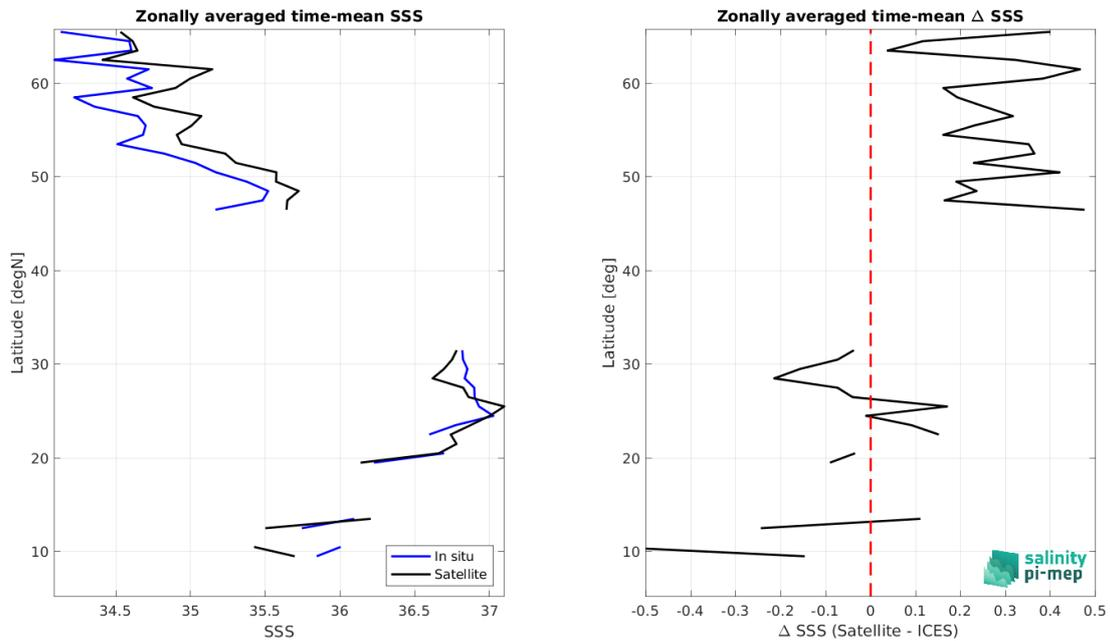 Zonally averaged time-mean SSS
60
50
40
30
20
10
Latitude [degN]
34.5 35 35.5 36 36.5 37
SSS
In situ
Satellite
Zonally averaged time-mean Δ SSS
60
50
40
30
20
10
Latitude [deg]
-0.5 -0.4 -0.3 -0.2 -0.1 0 0.1 0.2 0.3 0.4 0.5
Δ SSS (Satellite - ICES)
salinity
pi-mep